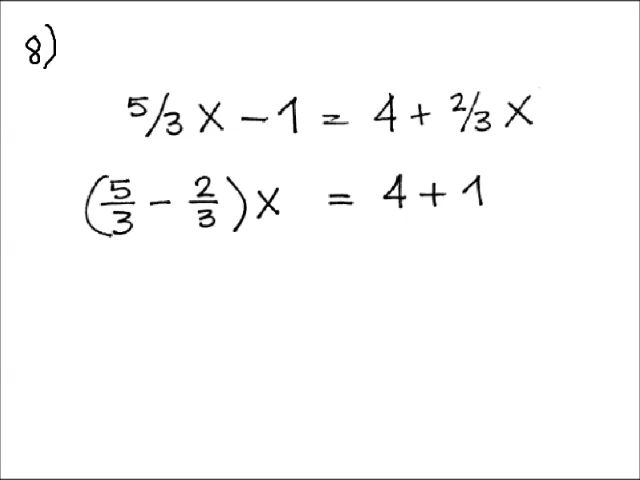 8)
5/3 X - 1 = 4 + 2/3 X
(5/3 - 2/3) X = 4 + 1